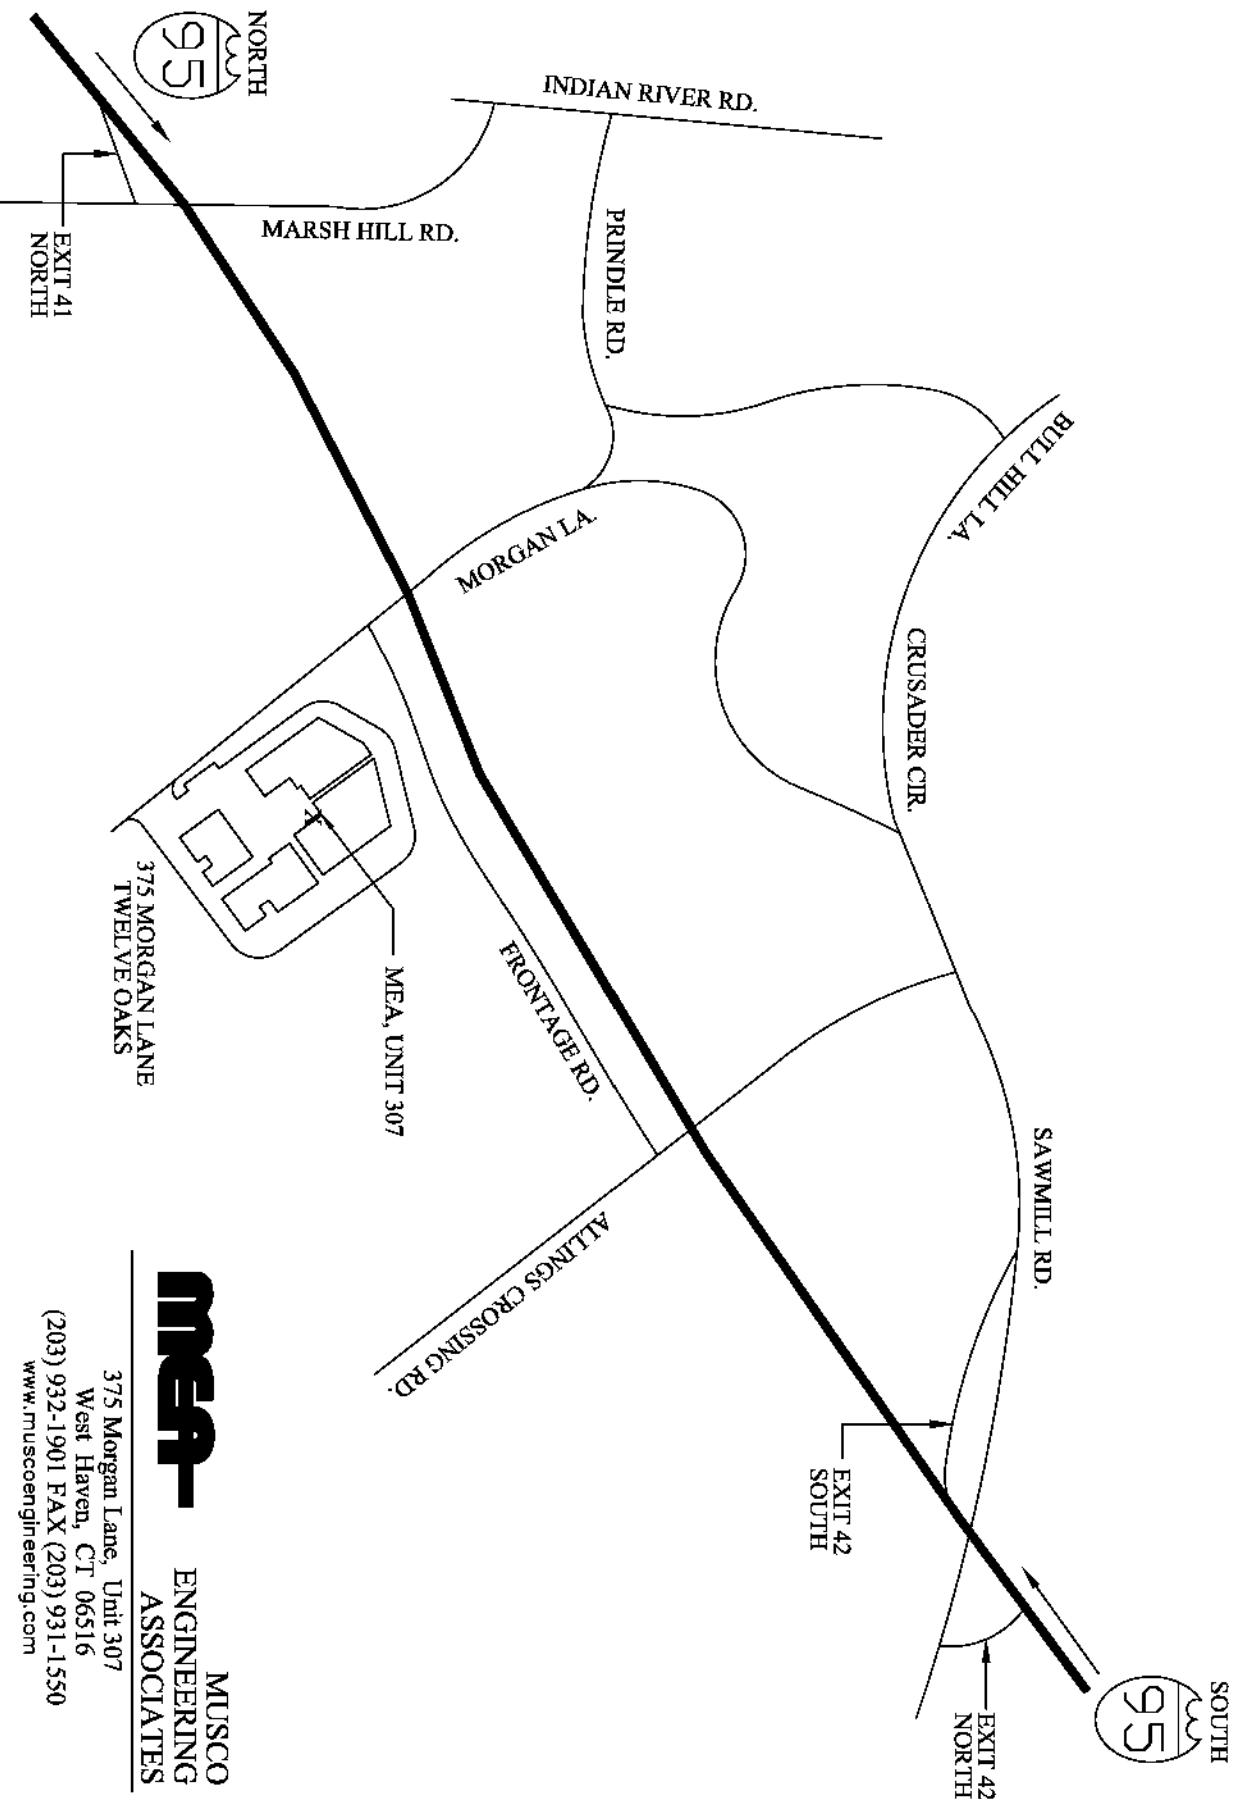 NORTH
95
INDIAN RIVER RD.
EXIT 41
NORTH
MARSH HILL RD.
PRINDLE RD.
BULL HILL LA.
MORGAN LA.
CRUSADER CIR.
375 MORGAN LANE
TWELVE OAKS
MEA, UNIT 307
FRONTAGE RD.
SAWMILL RD.
ALLINGS CROSSING RD.
EXIT 42
SOUTH
EXIT 42
NORTH
SOUTH
95
mea
MUSCO
ENGINEERING
ASSOCIATES
375 Morgan Lane, Unit 307
West Haven, CT 06516
(203) 932-1901 FAX (203) 931-1550
www.muscoengineering.com